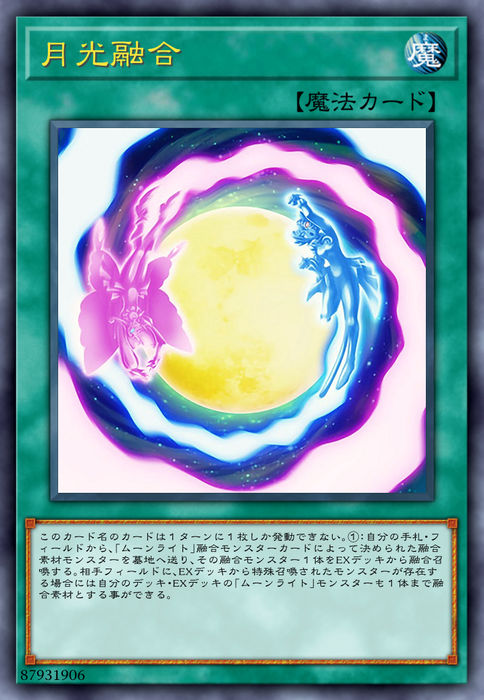 月光融合
魔
【魔法カード】
このカード名のカードは１ターンに１枚しか発動できない。①：自分の手札・フ
ィールドから、「ムーンライト」融合モンスターカードによって決められた融合
素材モンスターを墓地へ送り、その融合モンスター１体をEXデッキから融合召
喚する。相手フィールドに、EXデッキから特殊召喚されたモンスターが存在す
る場合には自分のデッキ・EXデッキの「ムーンライト」モンスターも１体まで融
合素材とする事ができる。
87931906